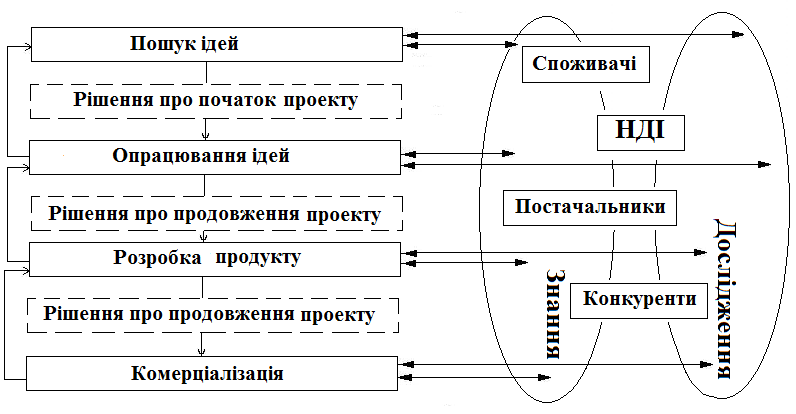 Пошук ідей
Рішення про початок проекту
Опрацювання ідей
Рішення про продовження проекту
Розробка продукту
Рішення про продовження проекту
Комерціалізація
Споживачі
НДІ
Постачальники
Конкуренти
Знання
Дослідження